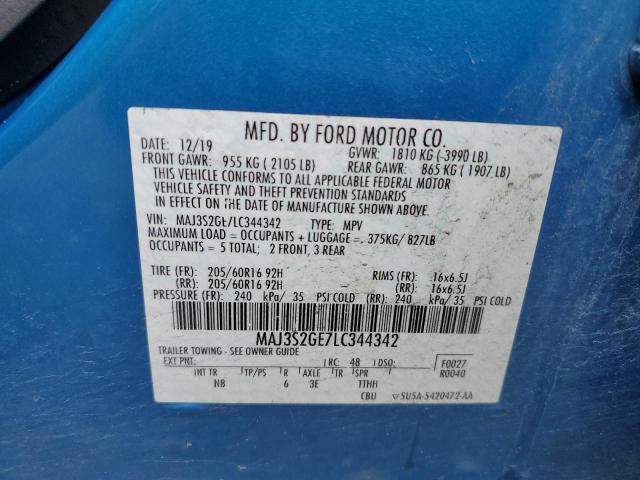 MFD. BY FORD MOTOR CO.
DATE: 12/19 GVWR: 1810 KG ( 3990 LB)
FRONT GAWR: 955 KG ( 2105 LB) REAR GAWR: 865 KG ( 1907 LB)
THIS VEHICLE CONFORMS TO ALL APPLICABLE FEDERAL MOTOR
VEHICLE SAFETY AND THEFT PREVENTION STANDARDS
IN EFFECT ON THE DATE OF MANUFACTURE SHOWN ABOVE.
VIN: MAJ3S2GE7LC344342 TYPE: MPV
MAXIMUM LOAD = OCCUPANTS + LUGGAGE = 375KG/ 827LB
OCCUPANTS = 5 TOTAL; 2 FRONT, 3 REAR
TIRE (FR): 205/60R16 92H RIMS (FR): 16x6.5J
(RR): 205/60R16 92H (RR): 16x6.5J
PRESSURE (FR): 240 kPa/ 35 PSI COLD (RR): 240 kPa/ 35 PSI COLD
MAJ3S2GE7LC344342
TRAILER TOWING - SEE OWNER GUIDE
EXT PNT: RC: 48 DSO: F0027
R0040
INT TR TP/PS R AXLE TR SPR
NB 6 3E TTHH
CBU 5U5A-5420472-AA